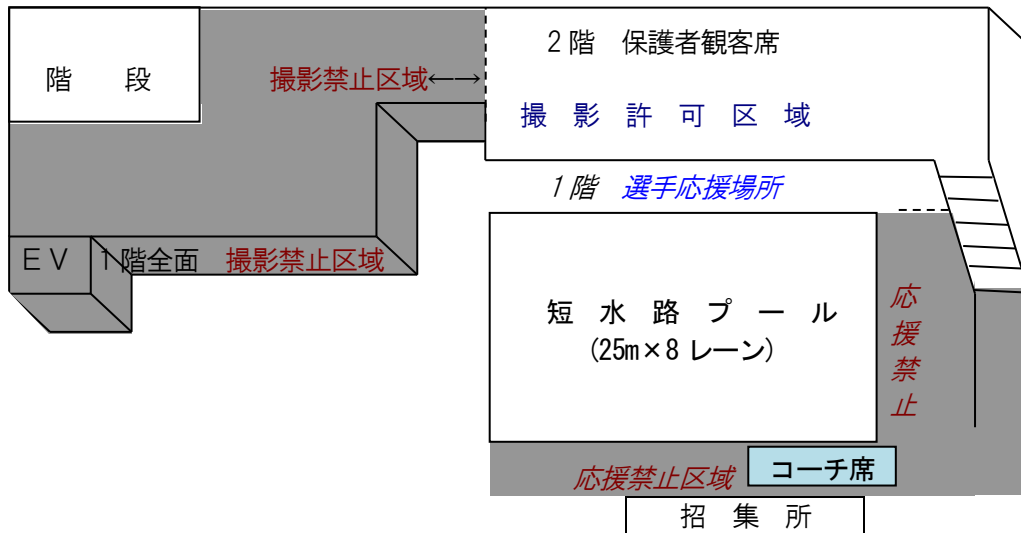 2階　保護者観客席
階　段
撮影禁止区域←→
撮　影　許　可　区　域
1階　選手応援場所
ＥＶ
1階全面　撮影禁止区域
短　水　路　プ　ー　ル
(25m×8 レーン)
応援禁止
応援禁止区域
コーチ席
招　集　所